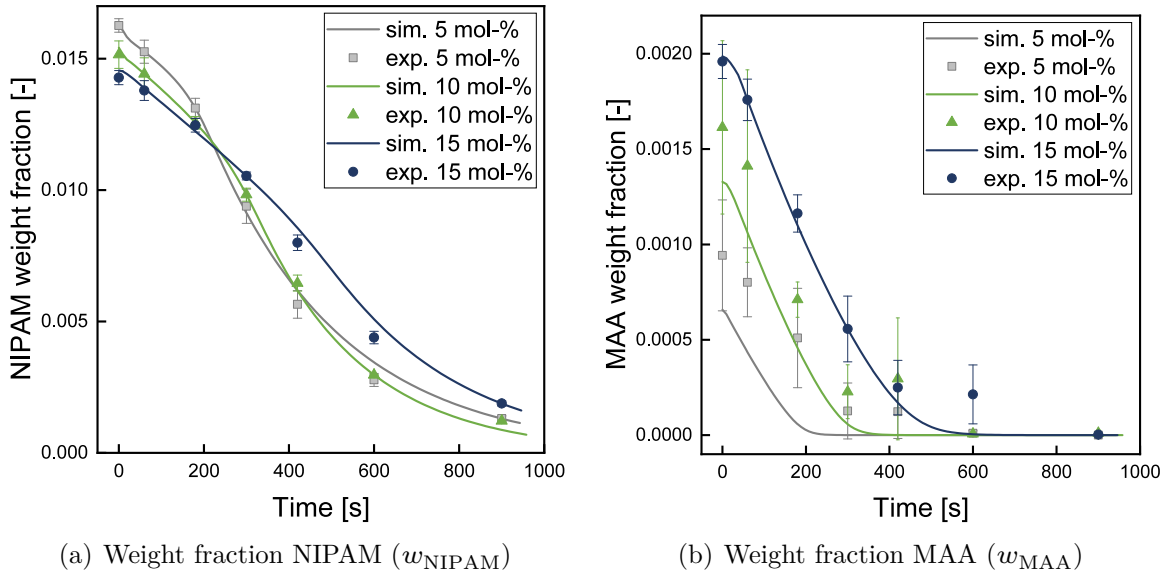 sim. 5 mol-%
exp. 5 mol-%
sim. 10 mol-%
exp. 10 mol-%
sim. 15 mol-%
exp. 15 mol-%
NIPAM weight fraction [-]
0.015
0.010
0.005
0.000
0
200
400
600
800
1000
Time [s]
(a) Weight fraction NIPAM (wNIPAM)
sim. 5 mol-%
exp. 5 mol-%
sim. 10 mol-%
exp. 10 mol-%
sim. 15 mol-%
exp. 15 mol-%
MAA weight fraction [-]
0.0020
0.0015
0.0010
0.0005
0.0000
0
200
400
600
800
1000
Time [s]
(b) Weight fraction MAA (wMAA)